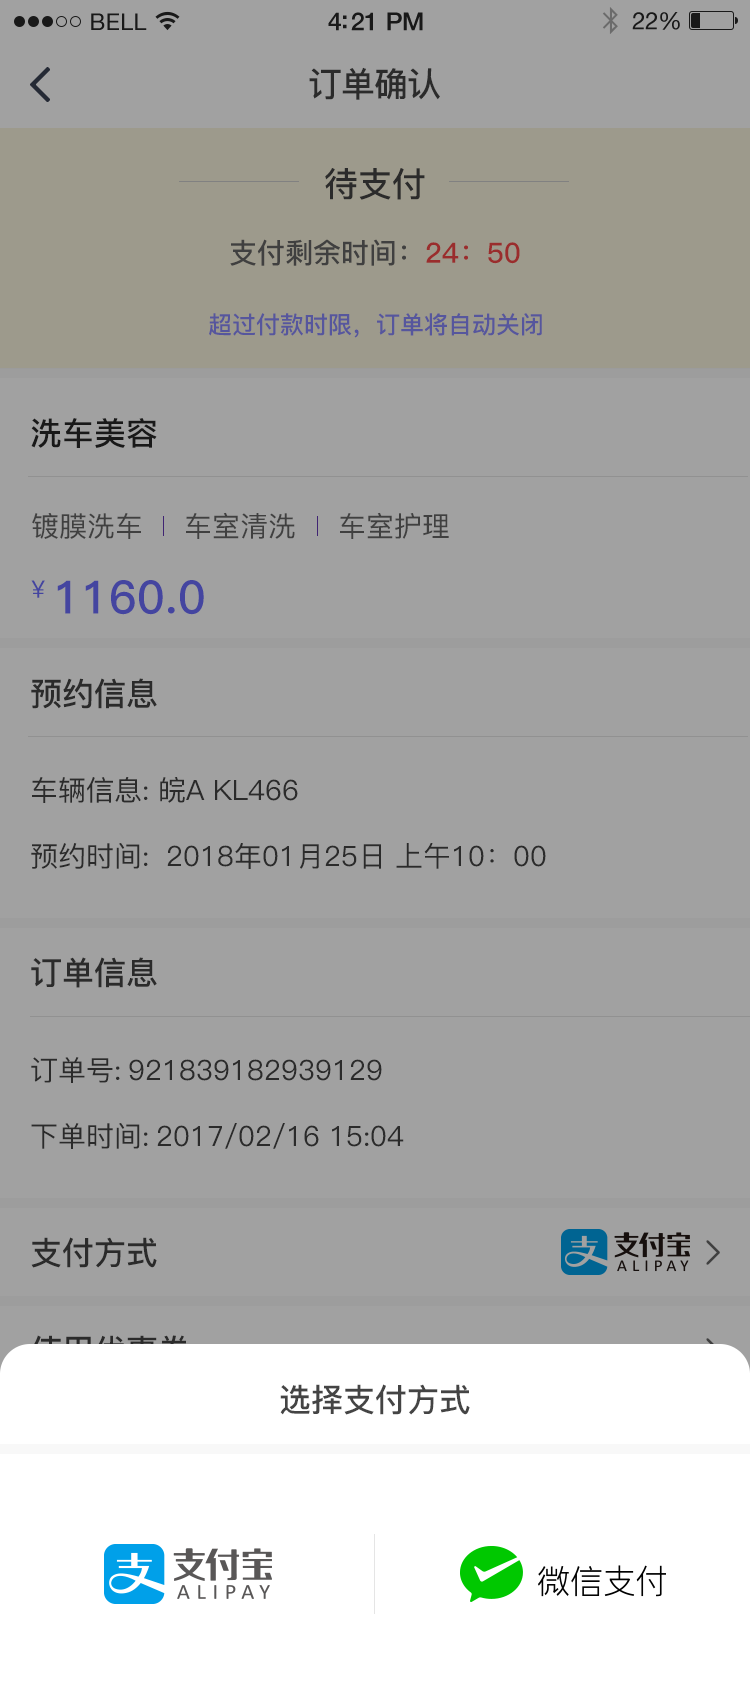 BELL 4:21 PM 22%
订单确认
待支付
支付剩余时间：24：50
超过付款时限，订单将自动关闭
洗车美容
镀膜洗车 | 车室清洗 | 车室护理
¥ 1160.0
预约信息
车辆信息: 皖A KL466
预约时间: 2018年01月25日 上午10：00
订单信息
订单号: 921839182939129
下单时间: 2017/02/16 15:04
支付方式 支付宝 ALIPAY
使用优惠券
选择支付方式
支付宝 ALIPAY 微信支付